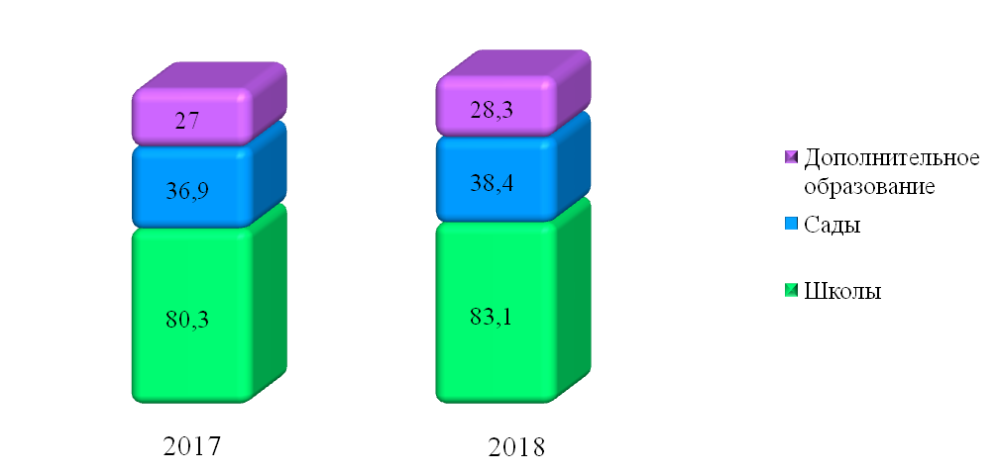 27
36,9
80,3
2017
28,3
38,4
83,1
2018
Дополнительное
образование
Сады
Школы